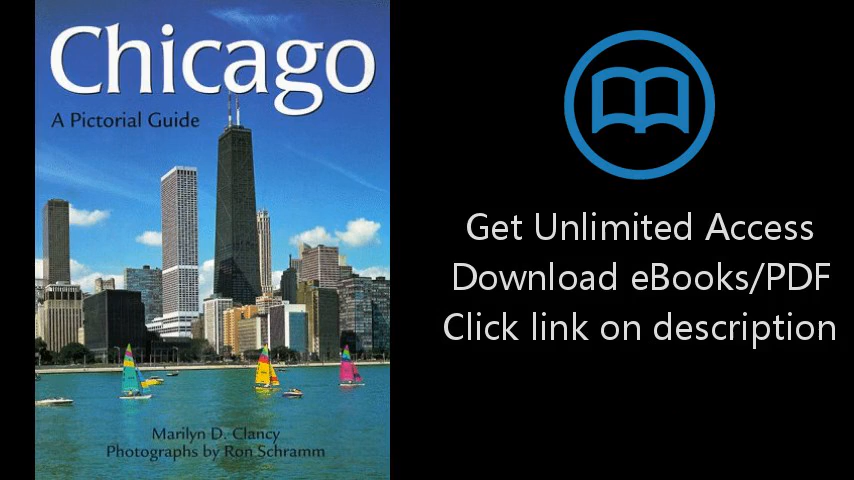 Chicago
A Pictorial Guide
Marilyn D. Clancy
Photographs by Ron Schramm
Get Unlimited Access
Download eBooks/PDF
Click link on description